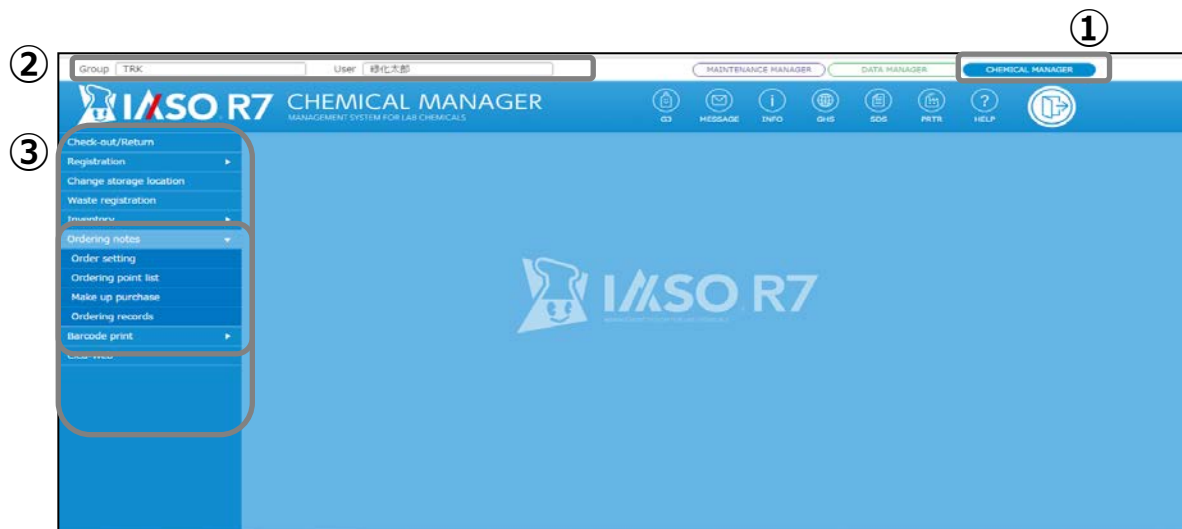 ①
②
Group TRK User 緑化太郎 MAINTENANCE MANAGER DATA MANAGER CHEMICAL MANAGER
IASO R7 CHEMICAL MANAGER
MANAGEMENT SYSTEM FOR LAB CHEMICALS
G3 MESSAGE INFO GHS SDS PRTR HELP
③
Check-out/Return
Registration
Change storage location
Waste registration
Inventory
Ordering notes
Order setting
Ordering point list
Make up purchase
Ordering records
Barcode print
IASO R7